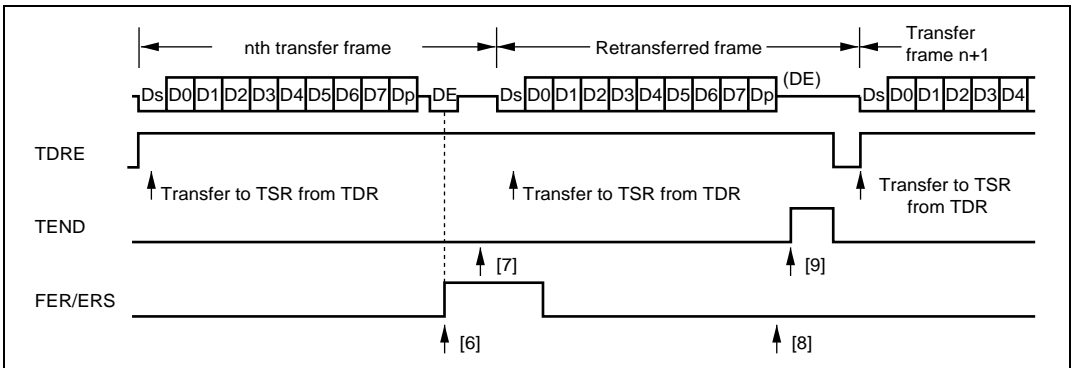 nth transfer frame
Retransferred frame
Transfer
frame n+1
Ds D0 D1 D2 D3 D4 D5 D6 D7 Dp DE Ds D0 D1 D2 D3 D4 D5 D6 D7 Dp (DE) Ds D0 D1 D2 D3 D4
TDRE
Transfer to TSR from TDR
Transfer to TSR from TDR
Transfer to TSR
from TDR
TEND
[7]
[9]
FER/ERS
[6]
[8]